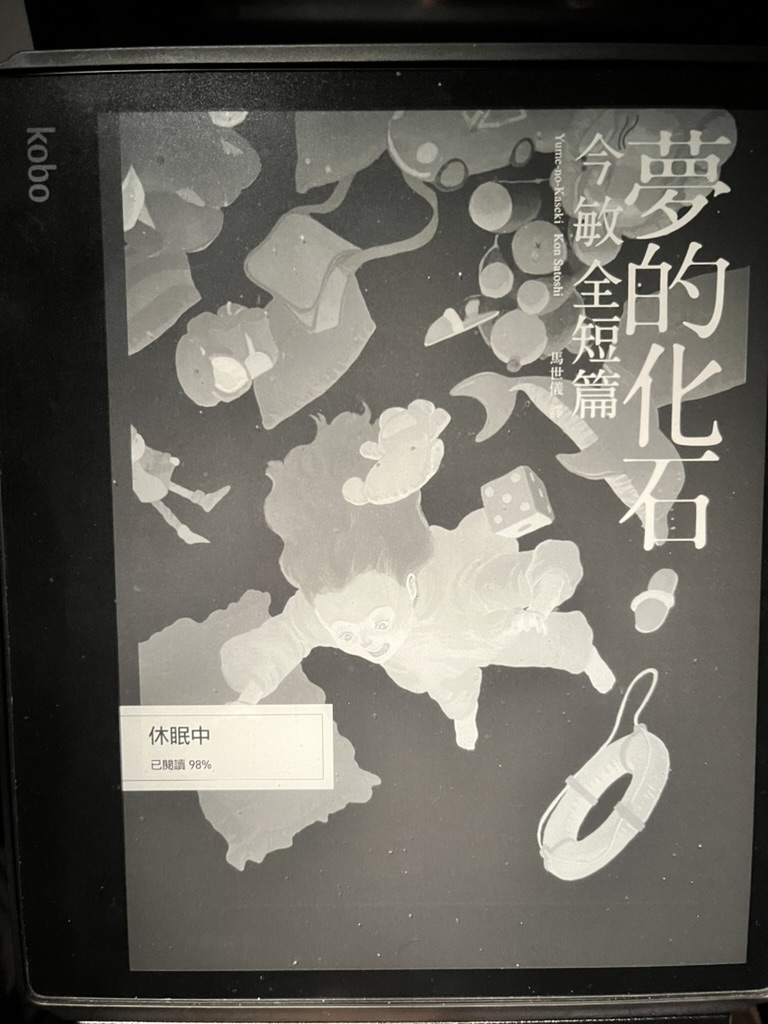 kobo
夢的化石
今敏全短篇
Yume-no-Kaseki Kon Satoshi
馬世儀 譯
休眠中
已閱讀 98%